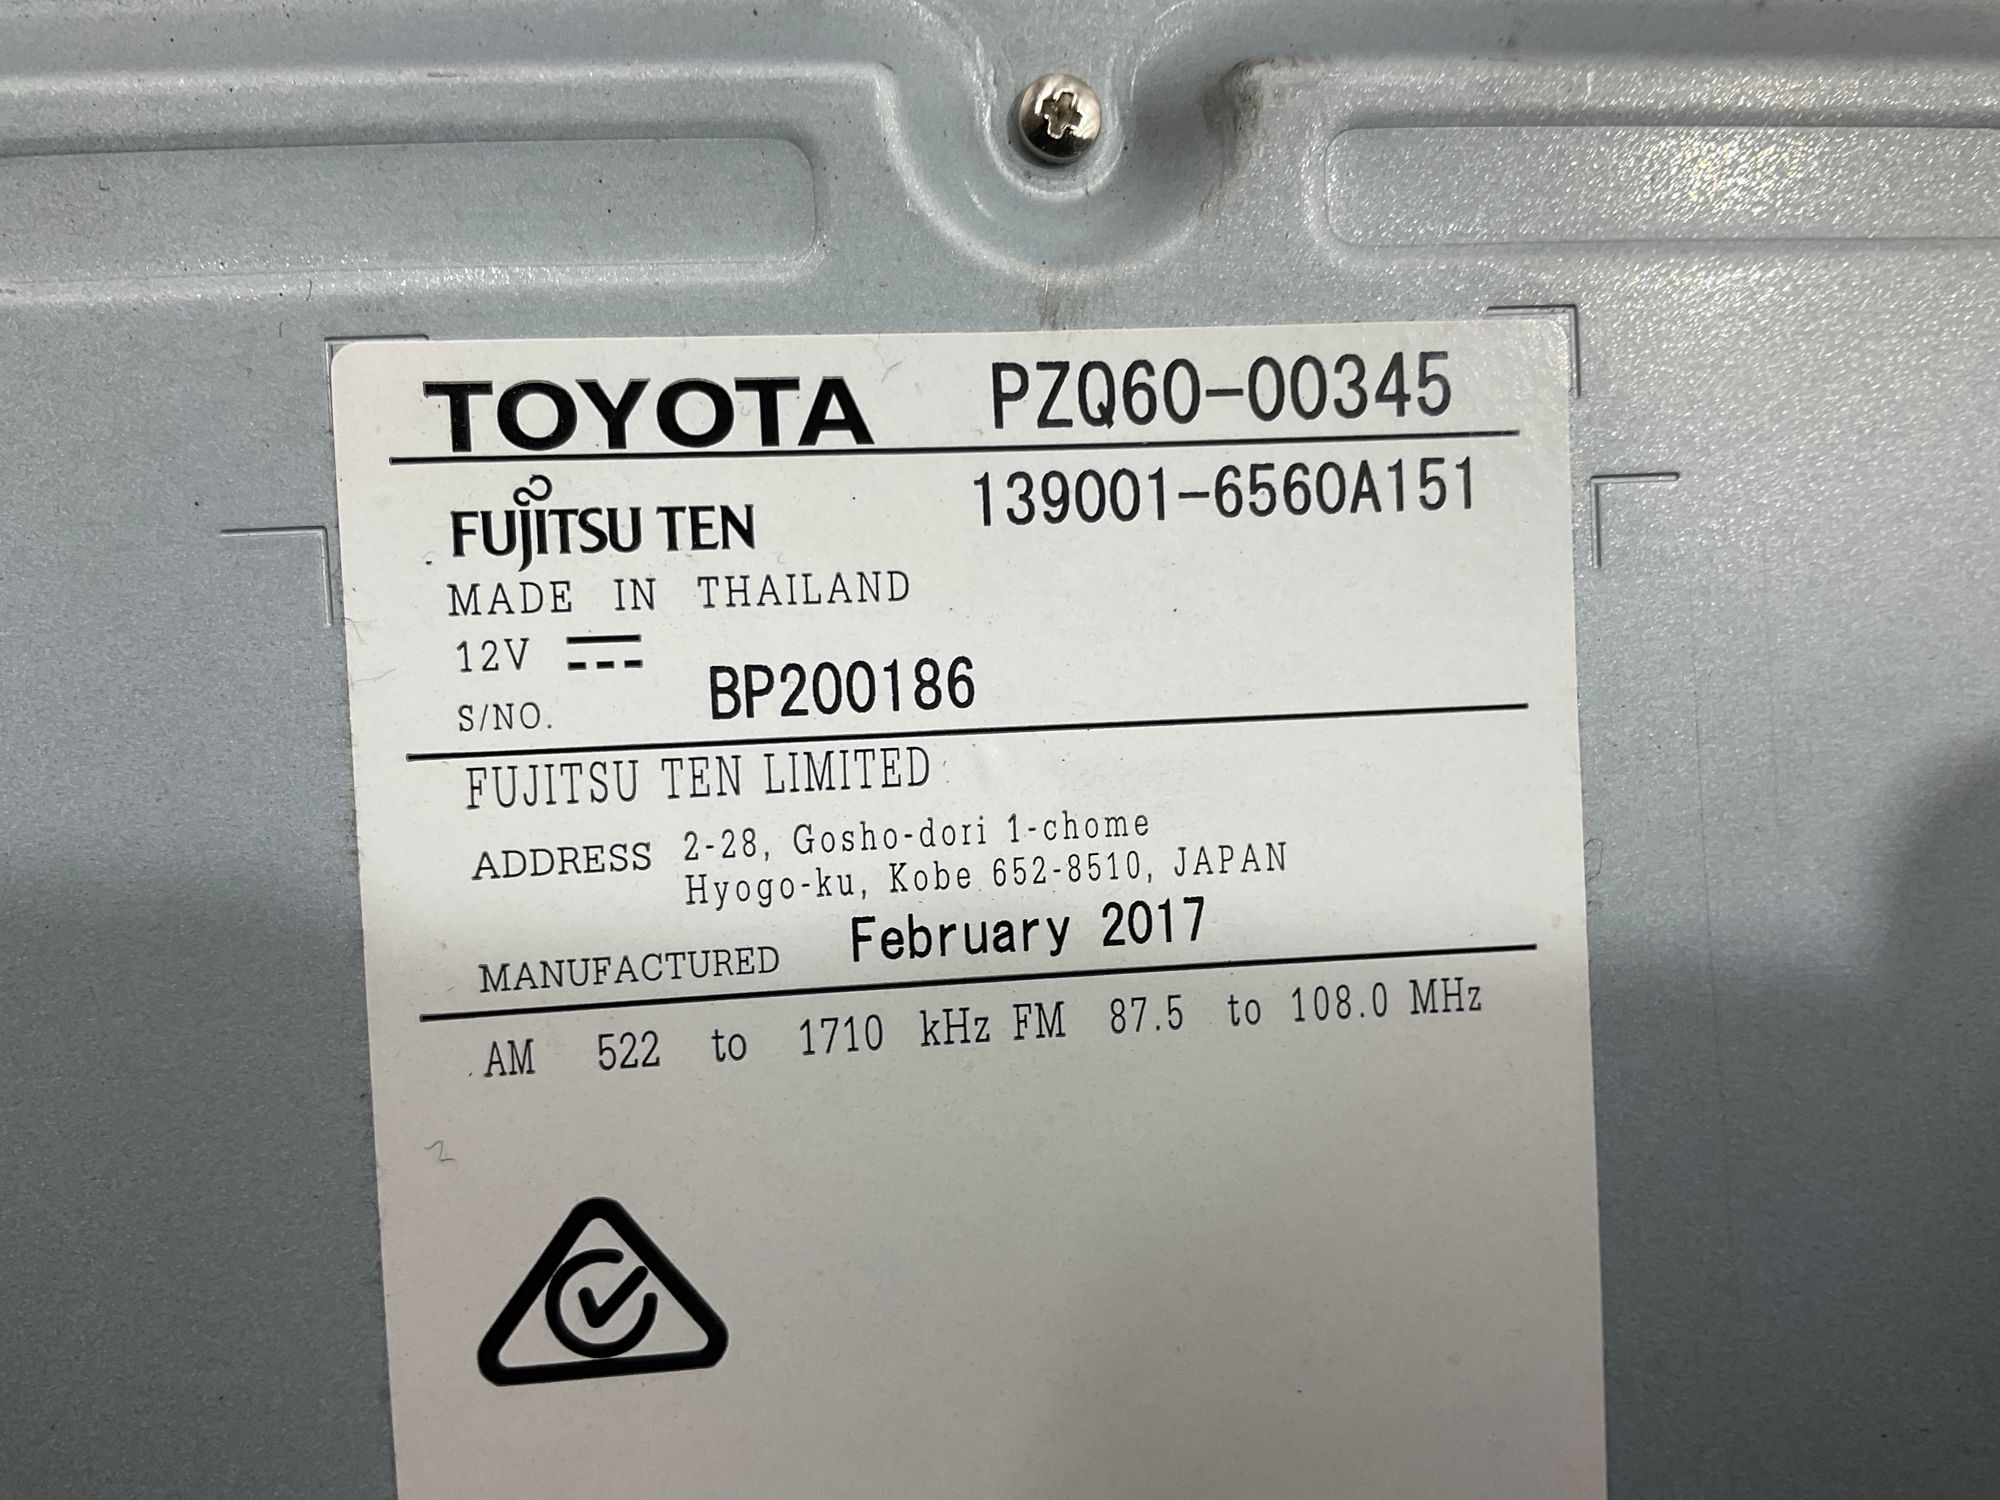 TOYOTA PZQ60-00345
FUJITSU TEN 139001-6560A151
MADE IN THAILAND
12V
S/NO. BP200186
FUJITSU TEN LIMITED
ADDRESS 2-28, Gosho-dori 1-chome
Hyogo-ku, Kobe 652-8510, JAPAN
MANUFACTURED February 2017
AM 522 to 1710 kHz FM 87.5 to 108.0 MHz